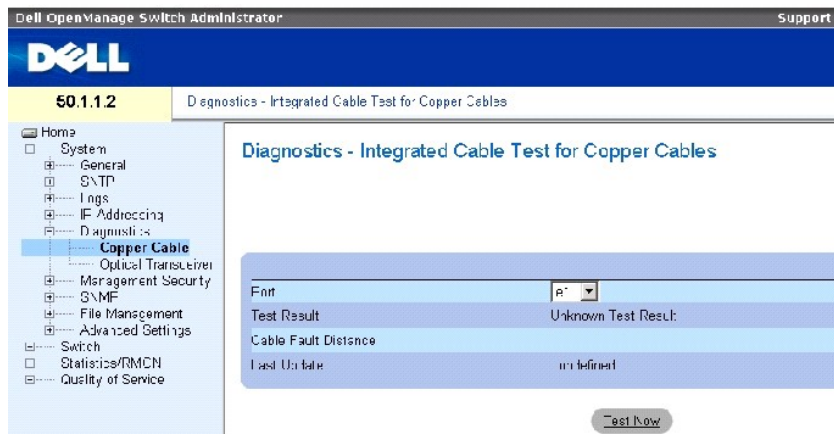 Dell OpenManage Switch Administrator
Support
DELL
50.1.1.2
Diagnostics - Integrated Cable Test for Copper Cables
Home
System
General
SNTP
Logs
IP Addressing
Diagnostics
Copper Cable
Optical Transceiver
Management Security
SNMP
File Management
Advanced Settings
Switch
Statistics/RMON
Quality of Service
Diagnostics - Integrated Cable Test for Copper Cables
Port
Test Result
Unknown Test Result
Cable Fault Distance
Last Update
undefined
Test Now